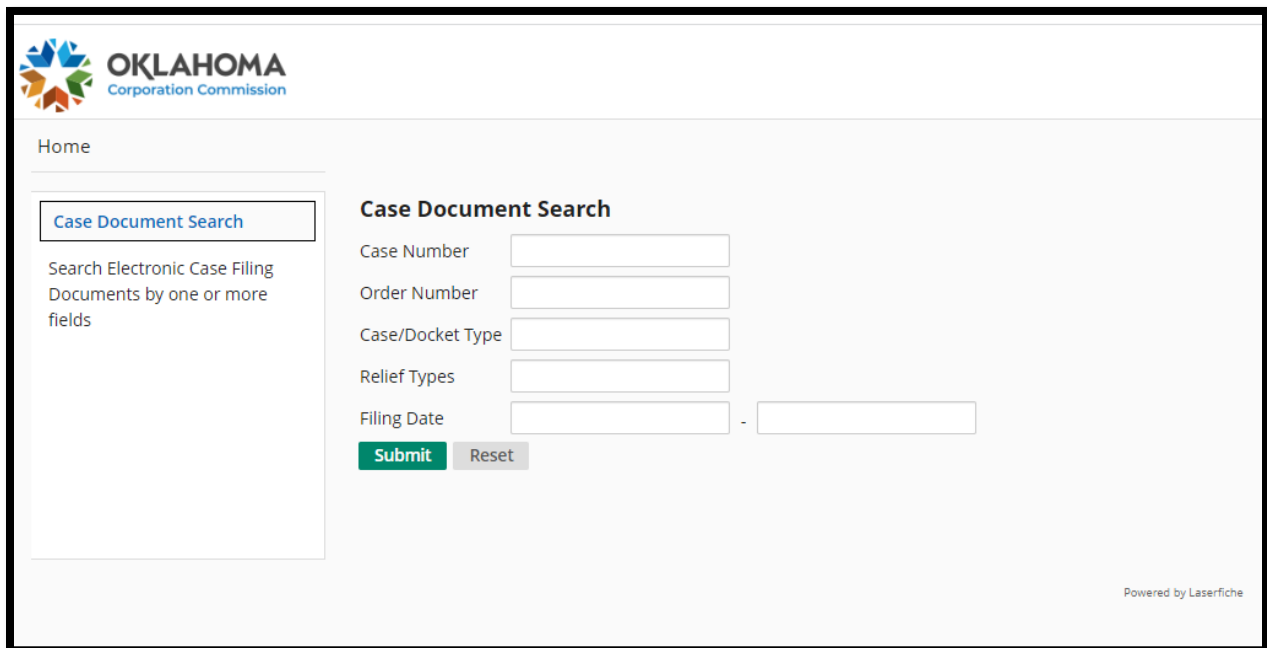 OKLAHOMA
Corporation Commission
Home
Case Document Search
Search Electronic Case Filing
Documents by one or more
fields
Case Document Search
Case Number
Order Number
Case/Docket Type
Relief Types
Filing Date -
Submit Reset
Powered by Laserfiche